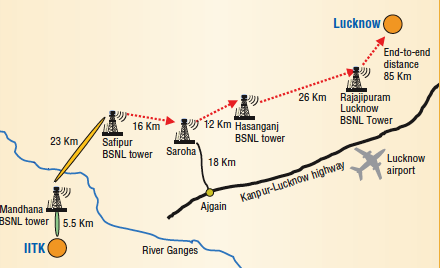 Lucknow
End-to-end
distance
85 Km
26 Km
Rajajipuram
Lucknow
BSNL Tower
12 Km
Hasanganj
BSNL tower
16 Km
Safipur
BSNL tower
Saroha
23 Km
18 Km
Lucknow
airport
Kanpur-Lucknow highway
Ajgain
Mandhana
BSNL tower
5.5 Km
IITK
River Ganges